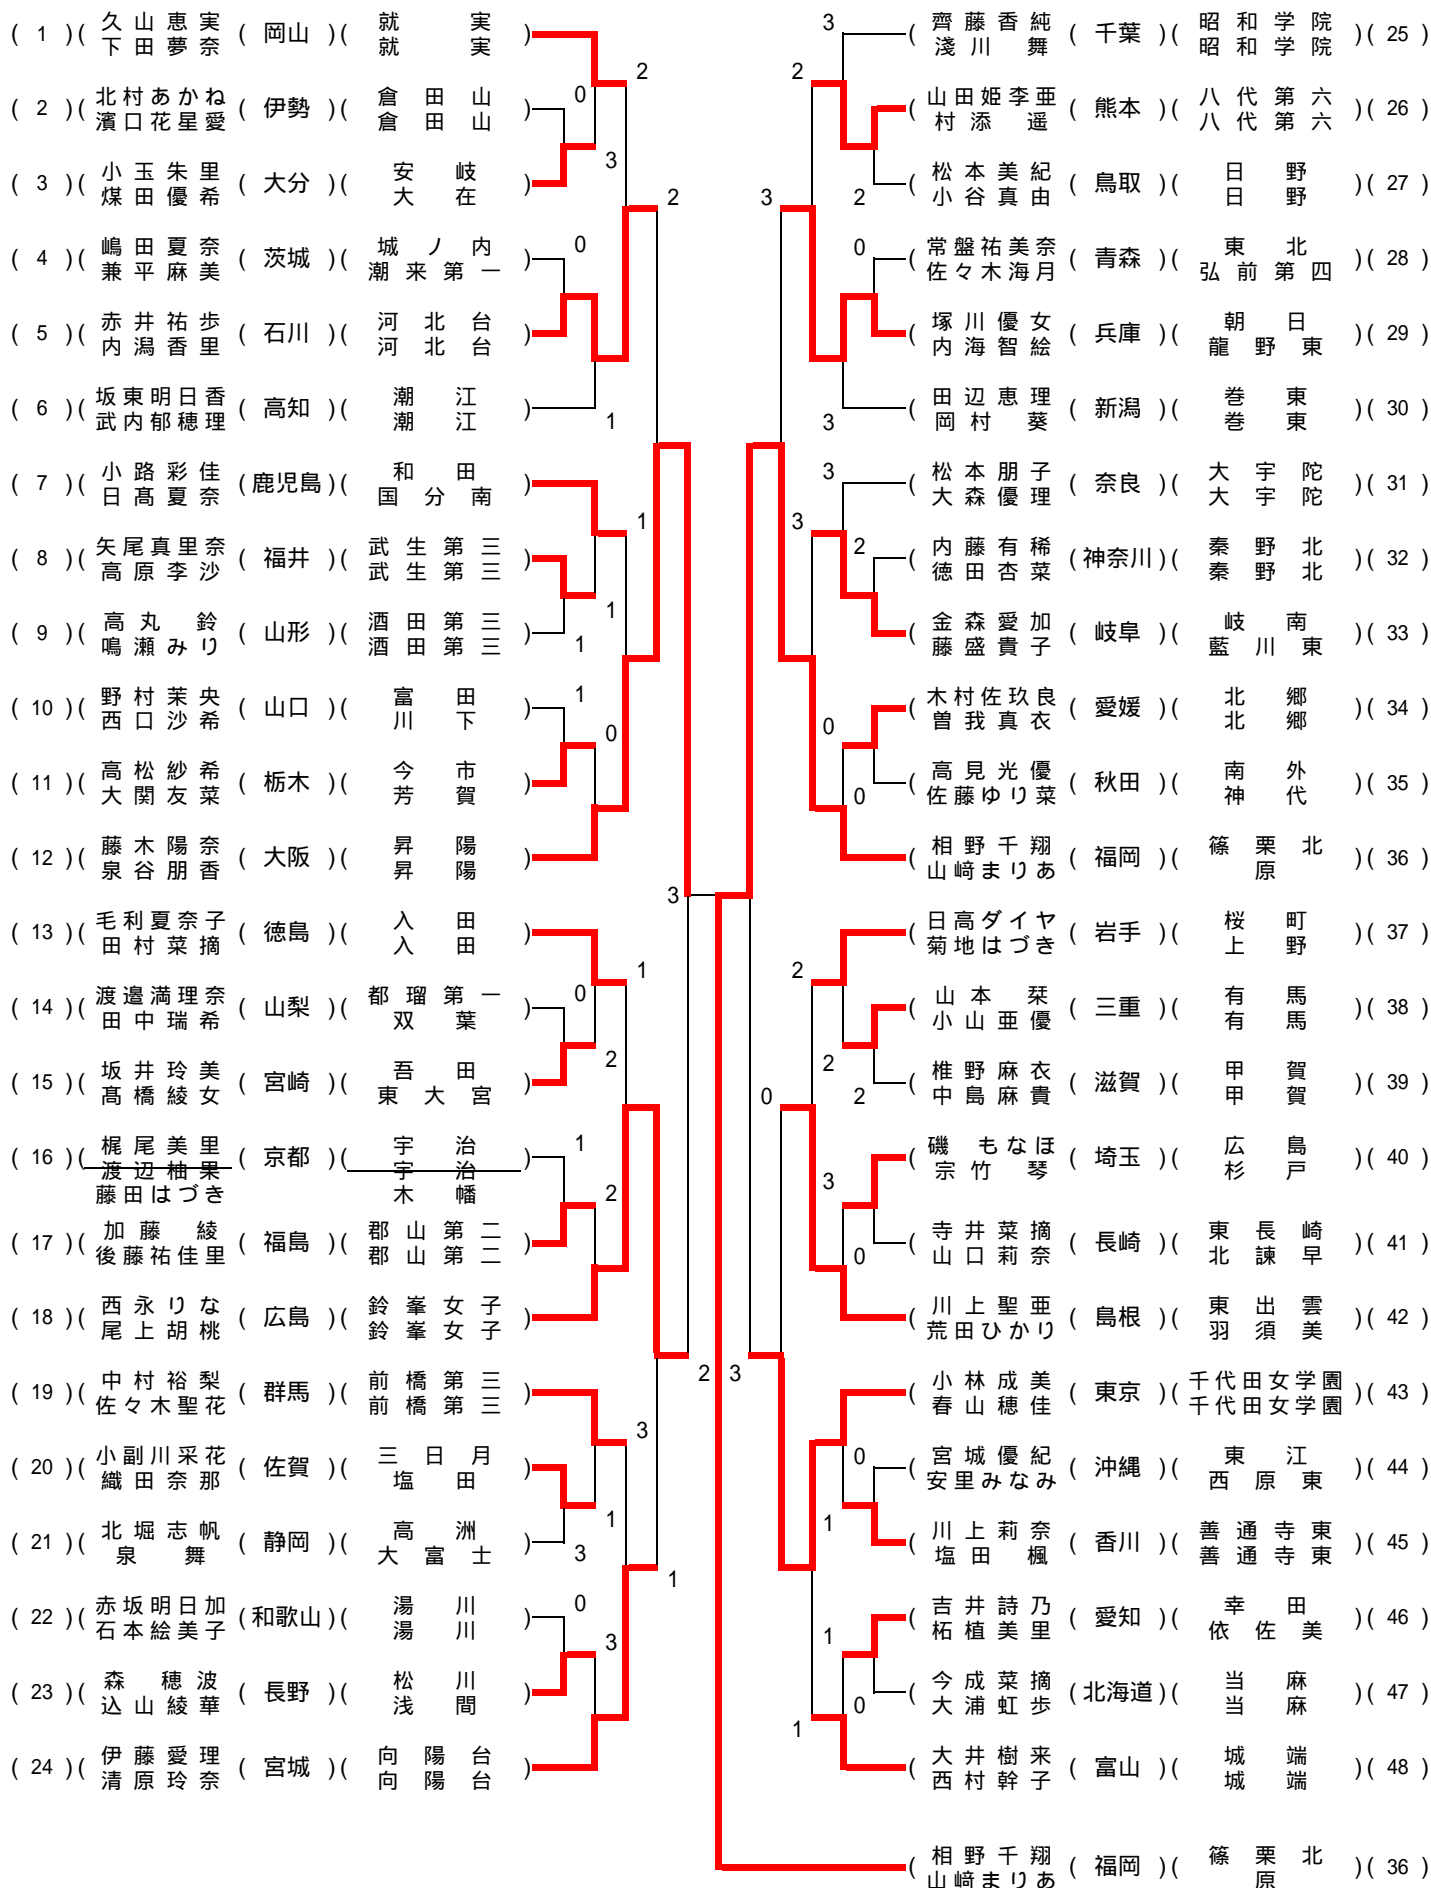 (1)(久山恵実 (岡山)(就実)
下田夢奈 就実
(2)(北村あかね (伊勢)(倉田山)
濱口花星愛 倉田山
(3)(小玉朱里 (大分)(安岐)
煤田優希 大在
(4)(嶋田夏奈 (茨城)(城ノ内)
兼平麻美 潮来第一
(5)(赤井祐歩 (石川)(河北台)
内潟香里 河北台
(6)(坂東明日香 (高知)(潮江)
武内郁穂理 潮江
(7)(小路彩佳 (鹿児島)(和田)
日髙夏奈 国分南
(8)(矢尾真里奈 (福井)(武生第三)
高原李沙 武生第三
(9)(高丸鈴 (山形)(酒田第三)
鳴瀬みり 酒田第三
(10)(野村茉央 (山口)(富田)
西口沙希 川下
(11)(高松紗希 (栃木)(今市)
大関友菜 芳賀
(12)(藤木陽奈 (大阪)(昇陽)
泉谷朋香 昇陽
(13)(毛利夏奈子 (徳島)(入田)
田村菜摘 入田
(14)(渡邉満理奈 (山梨)(都瑠第一)
田中瑞希 双葉
(15)(坂井玲美 (宮崎)(吾田)
髙橋綾女 東大宮
(16)(梶尾美里 (京都)(宇治)
渡辺柚果 宇治
藤田はづき 木幡
(17)(加藤綾 (福島)(郡山第二)
後藤祐佳里 郡山第二
(18)(西永りな (広島)(鈴峯女子)
尾上胡桃 鈴峯女子
(19)(中村裕梨 (群馬)(前橋第三)
佐々木聖花 前橋第三
(20)(小副川采花 (佐賀)(三日月)
織田奈那 塩田
(21)(北堀志帆 (静岡)(高洲)
泉舞 大富士
(22)(赤坂明日加 (和歌山)(湯川)
石本絵美子 湯川
(23)(森穂波 (長野)(松川)
込山綾華 浅間
(24)(伊藤愛理 (宮城)(向陽台)
清原玲奈 向陽台
2
0
3
2
0
1
1
1
1
1
0
3
1
0
2
1
2
2
3
1
3
1
0
3
3
2
2
3
0
3
3
3
2
0
0
2
2
2
0
3
0
3
0
1
1
0
1
(齊藤香純 (千葉)(昭和学院)(25)
淺川舞 昭和学院
(山田姫李亜 (熊本)(八代第六)(26)
村添遥 八代第六
(松本美紀 (鳥取)(日野)(27)
小谷真由 日野
(常盤祐美奈 (青森)(東北)(28)
佐々木海月 弘前第四
(塚川優女 (兵庫)(朝日)(29)
内海智絵 龍野東
(田辺恵理 (新潟)(巻東)(30)
岡村葵 巻東
(松本朋子 (奈良)(大宇陀)(31)
大森優理 大宇陀
(内藤有稀 (神奈川)(秦野北)(32)
徳田杏菜 秦野北
(金森愛加 (岐阜)(岐南)(33)
藤盛貴子 藍川東
(木村佐玖良 (愛媛)(北郷)(34)
曽我真衣 北郷
(高見光優 (秋田)(南外)(35)
佐藤ゆり菜 神代
(相野千翔 (福岡)(篠栗北)(36)
山﨑まりあ 原
(日高ダイヤ (岩手)(桜町)(37)
菊地はづき 上野
(山本栞 (三重)(有馬)(38)
小山亜優 有馬
(椎野麻衣 (滋賀)(甲賀)(39)
中島麻貴 甲賀
(磯もなほ (埼玉)(広島)(40)
宗竹琴 杉戸
(寺井菜摘 (長崎)(東長崎)(41)
山口莉奈 北諫早
(川上聖亜 (島根)(東出雲)(42)
荒田ひかり 羽須美
(小林成美 (東京)(千代田女学園)(43)
春山穂佳 千代田女学園
(宮城優紀 (沖縄)(東江)(44)
安里みなみ 西原東
(川上莉奈 (香川)(善通寺東)(45)
塩田楓 善通寺東
(吉井詩乃 (愛知)(幸田)(46)
柘植美里 依佐美
(今成菜摘 (北海道)(当麻)(47)
大浦虹歩 当麻
(大井樹来 (富山)(城端)(48)
西村幹子 城端
(相野千翔 (福岡)(篠栗北)(36)
山﨑まりあ 原